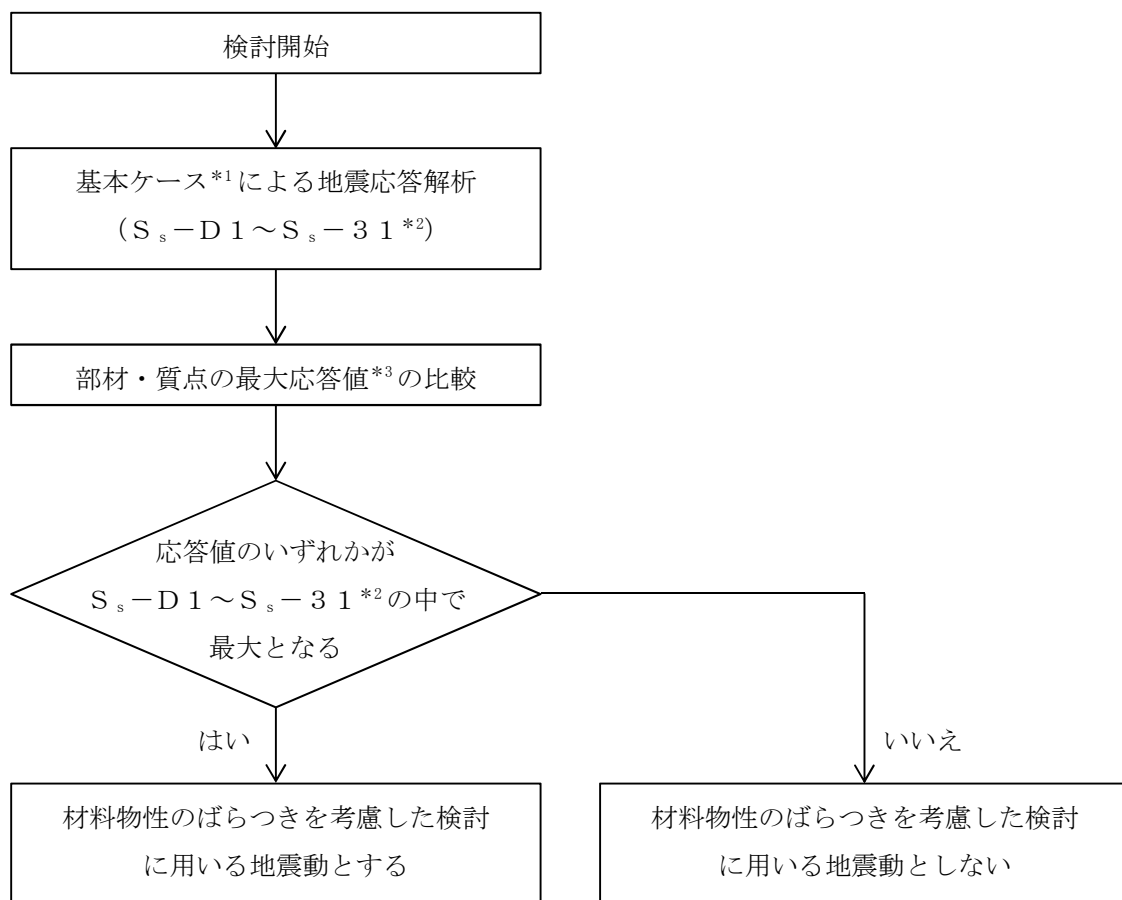 検討開始
基本ケース*1による地震応答解析
（Ｓｓ－Ｄ１～Ｓｓ－３１*2）
部材・質点の最大応答値*3の比較
応答値のいずれかが
Ｓｓ－Ｄ１～Ｓｓ－３１*2の中で
最大となる
はい
いいえ
材料物性のばらつきを考慮した検討
に用いる地震動とする
材料物性のばらつきを考慮した検討
に用いる地震動としない